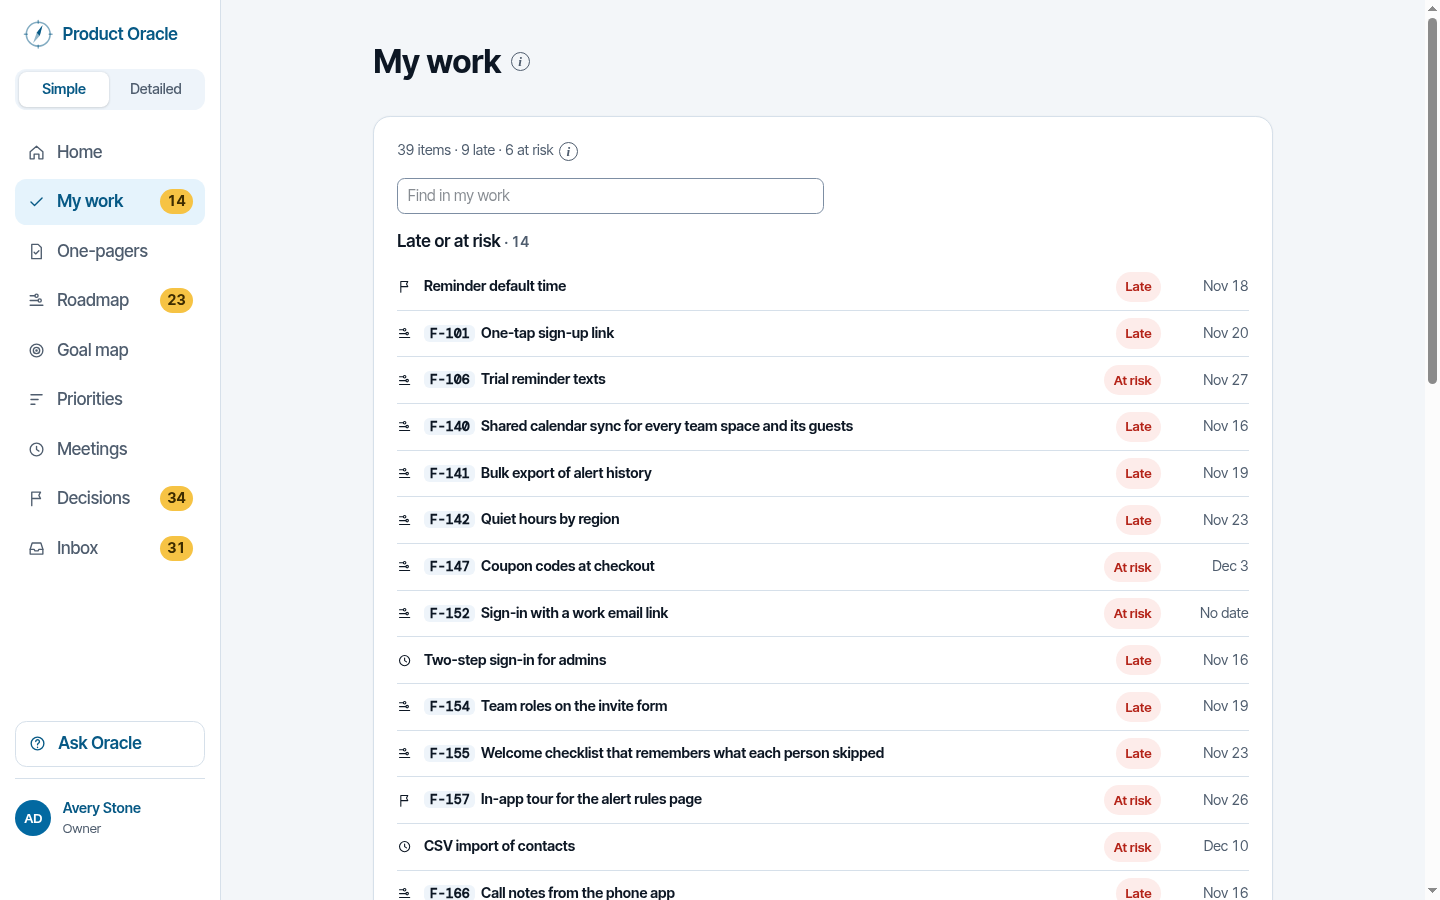 Product Oracle
Simple Detailed
Home
My work 14
One-pagers
Roadmap 23
Goal map
Priorities
Meetings
Decisions 34
Inbox 31
Ask Oracle
AD Avery Stone
Owner
My work i
39 items · 9 late · 6 at risk i
Find in my work
Late or at risk · 14
Reminder default time Late Nov 18
F-101 One-tap sign-up link Late Nov 20
F-106 Trial reminder texts At risk Nov 27
F-140 Shared calendar sync for every team space and its guests Late Nov 16
F-141 Bulk export of alert history Late Nov 19
F-142 Quiet hours by region Late Nov 23
F-147 Coupon codes at checkout At risk Dec 3
F-152 Sign-in with a work email link At risk No date
Two-step sign-in for admins Late Nov 16
F-154 Team roles on the invite form Late Nov 19
F-155 Welcome checklist that remembers what each person skipped Late Nov 23
F-157 In-app tour for the alert rules page At risk Nov 26
CSV import of contacts At risk Dec 10
F-166 Call notes from the phone app Late Nov 16